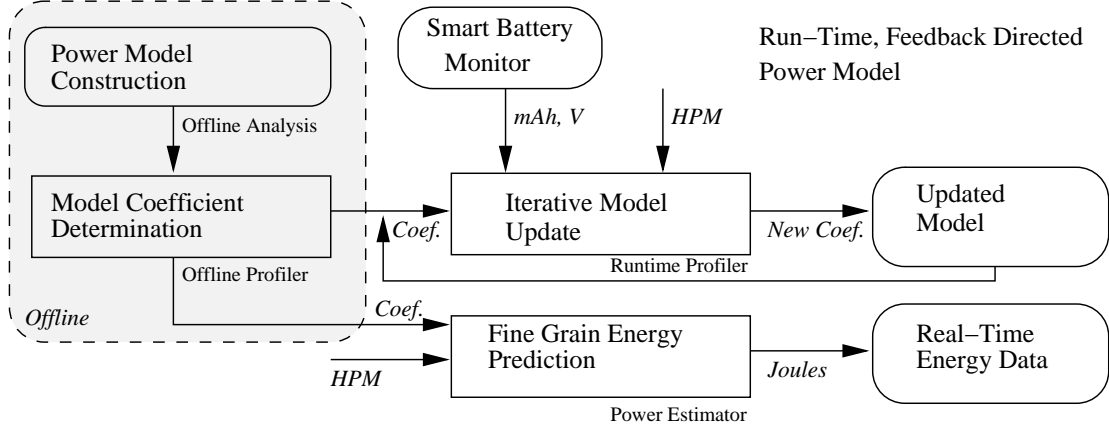 Power Model
Construction
Offline Analysis
Model Coefficient
Determination
Offline Profiler
Offline
Smart Battery
Monitor
mAh, V
HPM
Run−Time, Feedback Directed
Power Model
Coef.
Iterative Model
Update
Runtime Profiler
New Coef.
Updated
Model
Coef.
HPM
Fine Grain Energy
Prediction
Power Estimator
Joules
Real−Time
Energy Data